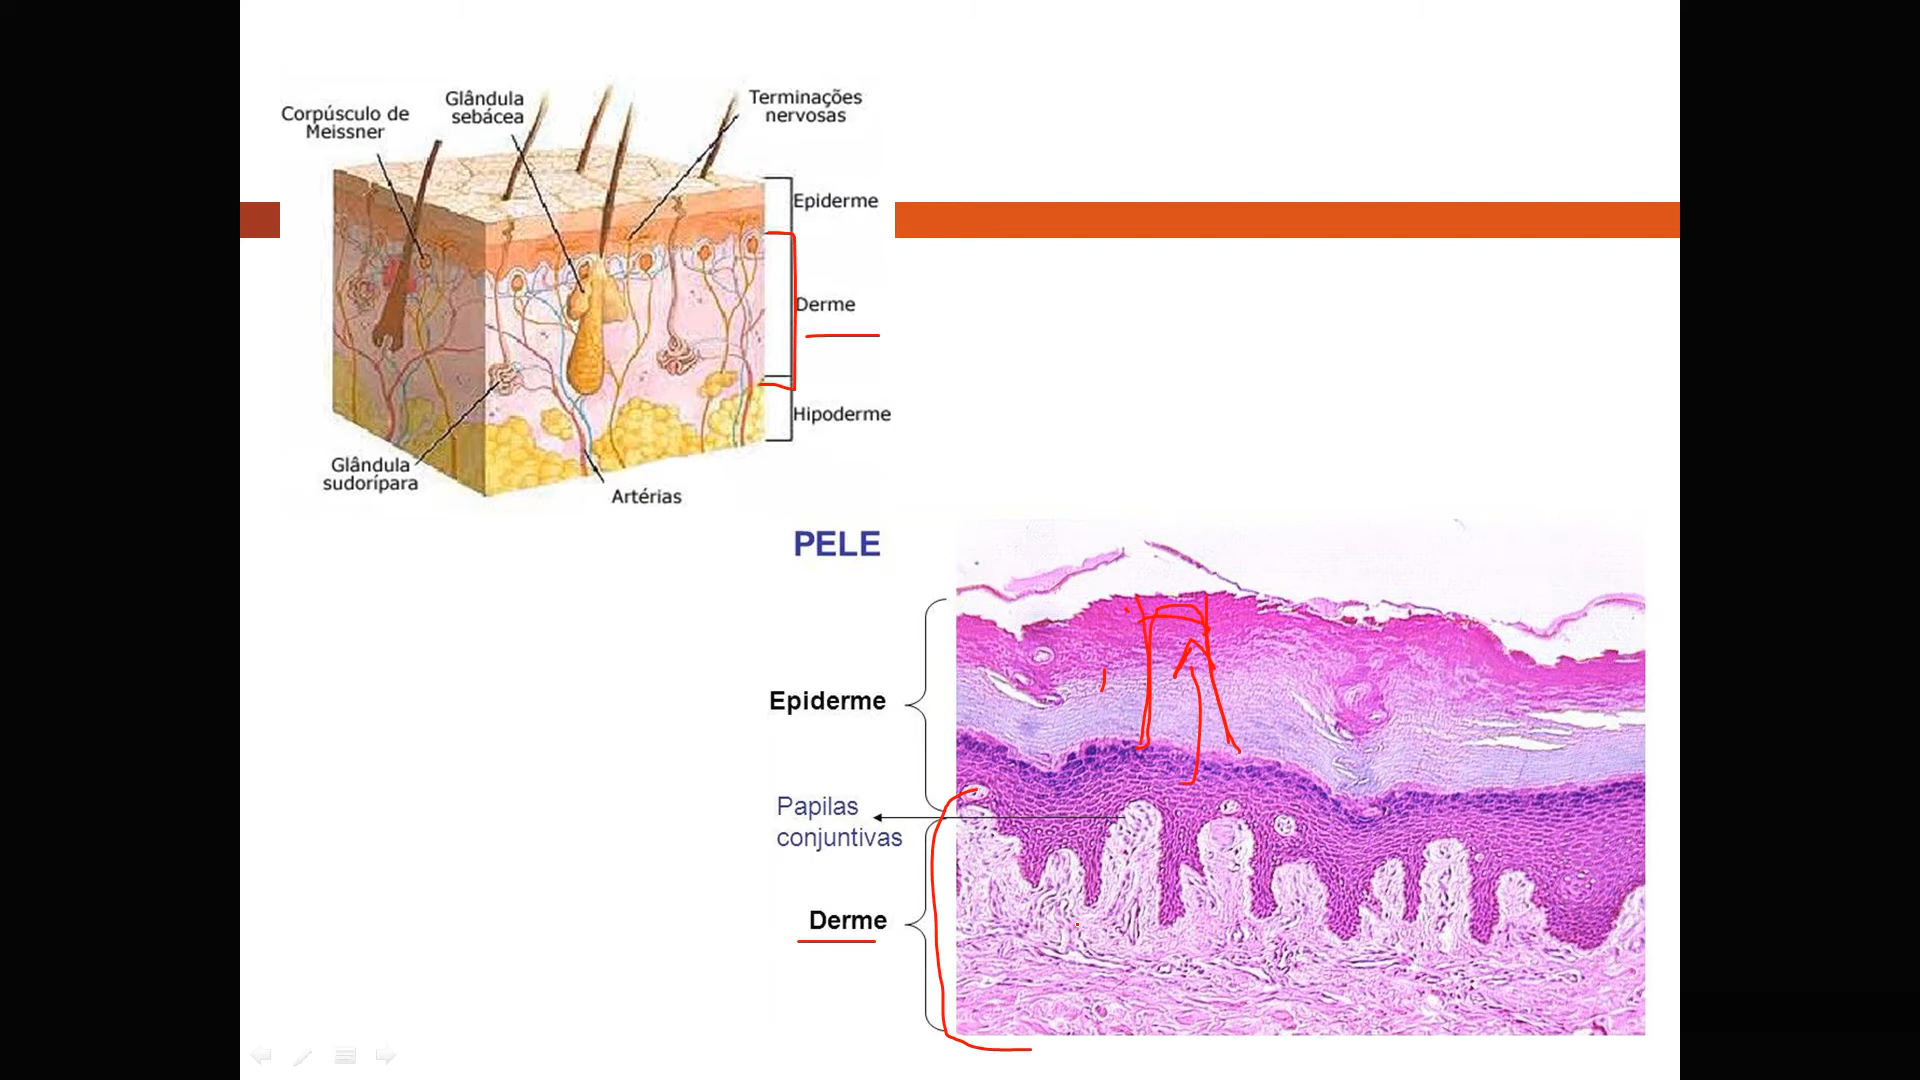 Corpúsculo de
Meissner
Glândula
sebácea
Terminações
nervosas
Epiderme
Derme
Hipoderme
Glândula
sudorípara
Artérias
PELE
Epiderme
Papilas
conjuntivas
Derme